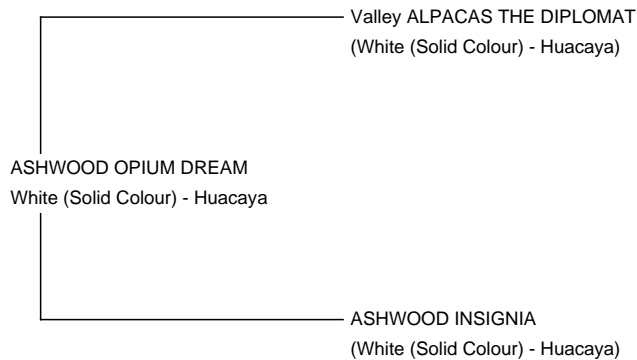 Valley ALPACAS THE DIPLOMAT
(White (Solid Colour) - Huacaya)
ASHWOOD OPIUM DREAM
White (Solid Colour) - Huacaya
ASHWOOD INSIGNIA
(White (Solid Colour) - Huacaya)